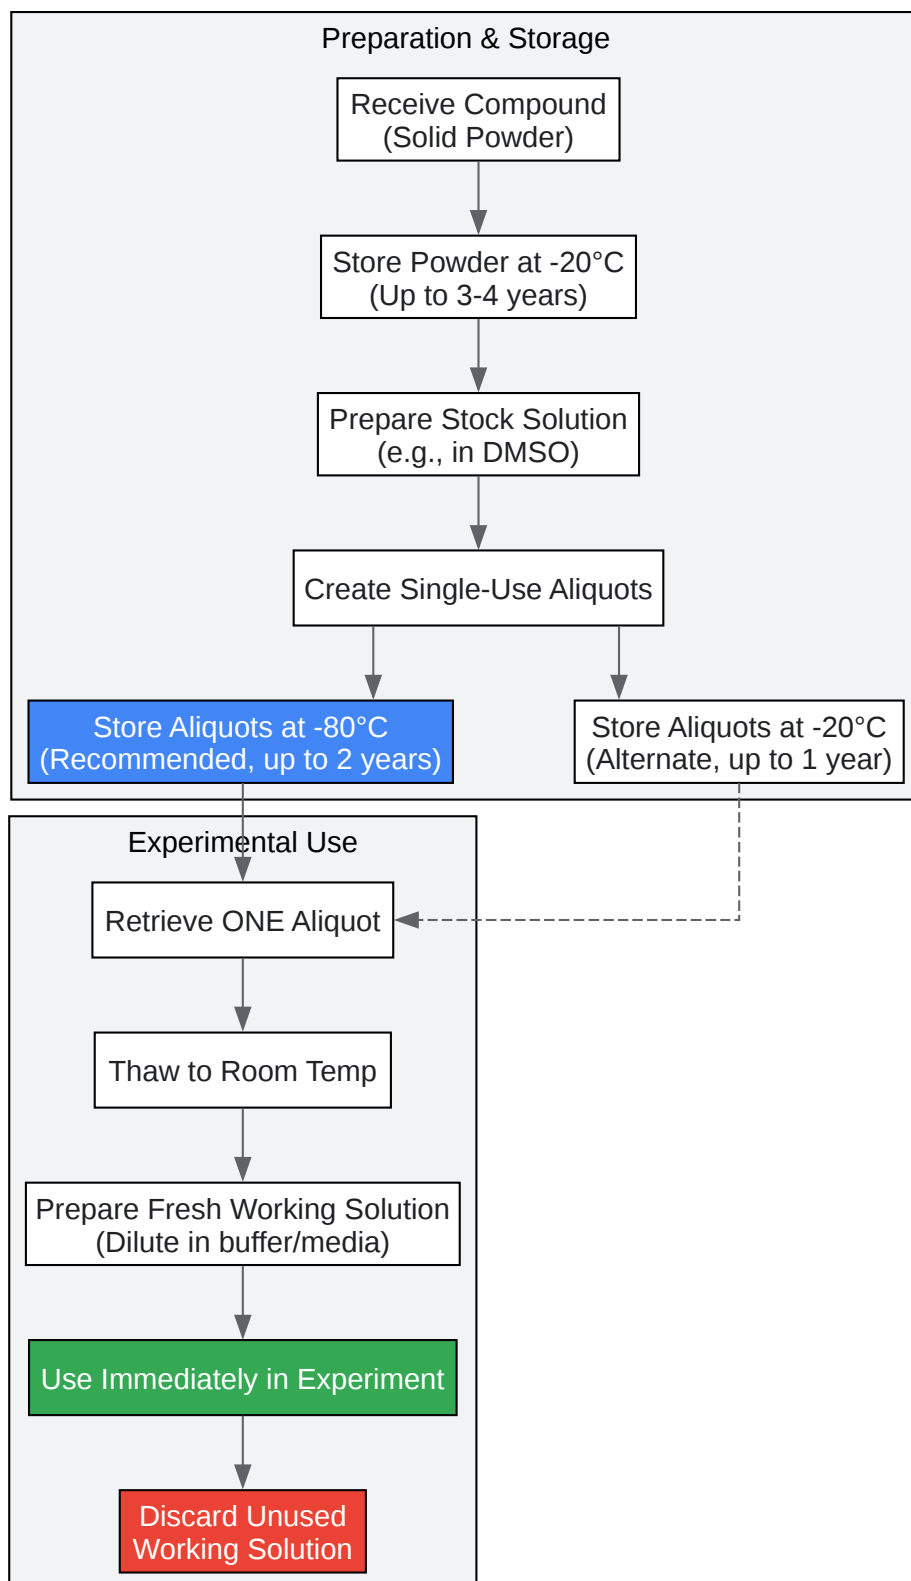 Preparation & Storage
Receive Compound
(Solid Powder)
Store Powder at -20°C
(Up to 3-4 years)
Prepare Stock Solution
(e.g., in DMSO)
Create Single-Use Aliquots
Store Aliquots at -80°C
(Recommended, up to 2 years)
Store Aliquots at -20°C
(Alternate, up to 1 year)
Experimental Use
Retrieve ONE Aliquot
Thaw to Room Temp
Prepare Fresh Working Solution
(Dilute in buffer/media)
Use Immediately in Experiment
Discard Unused
Working Solution